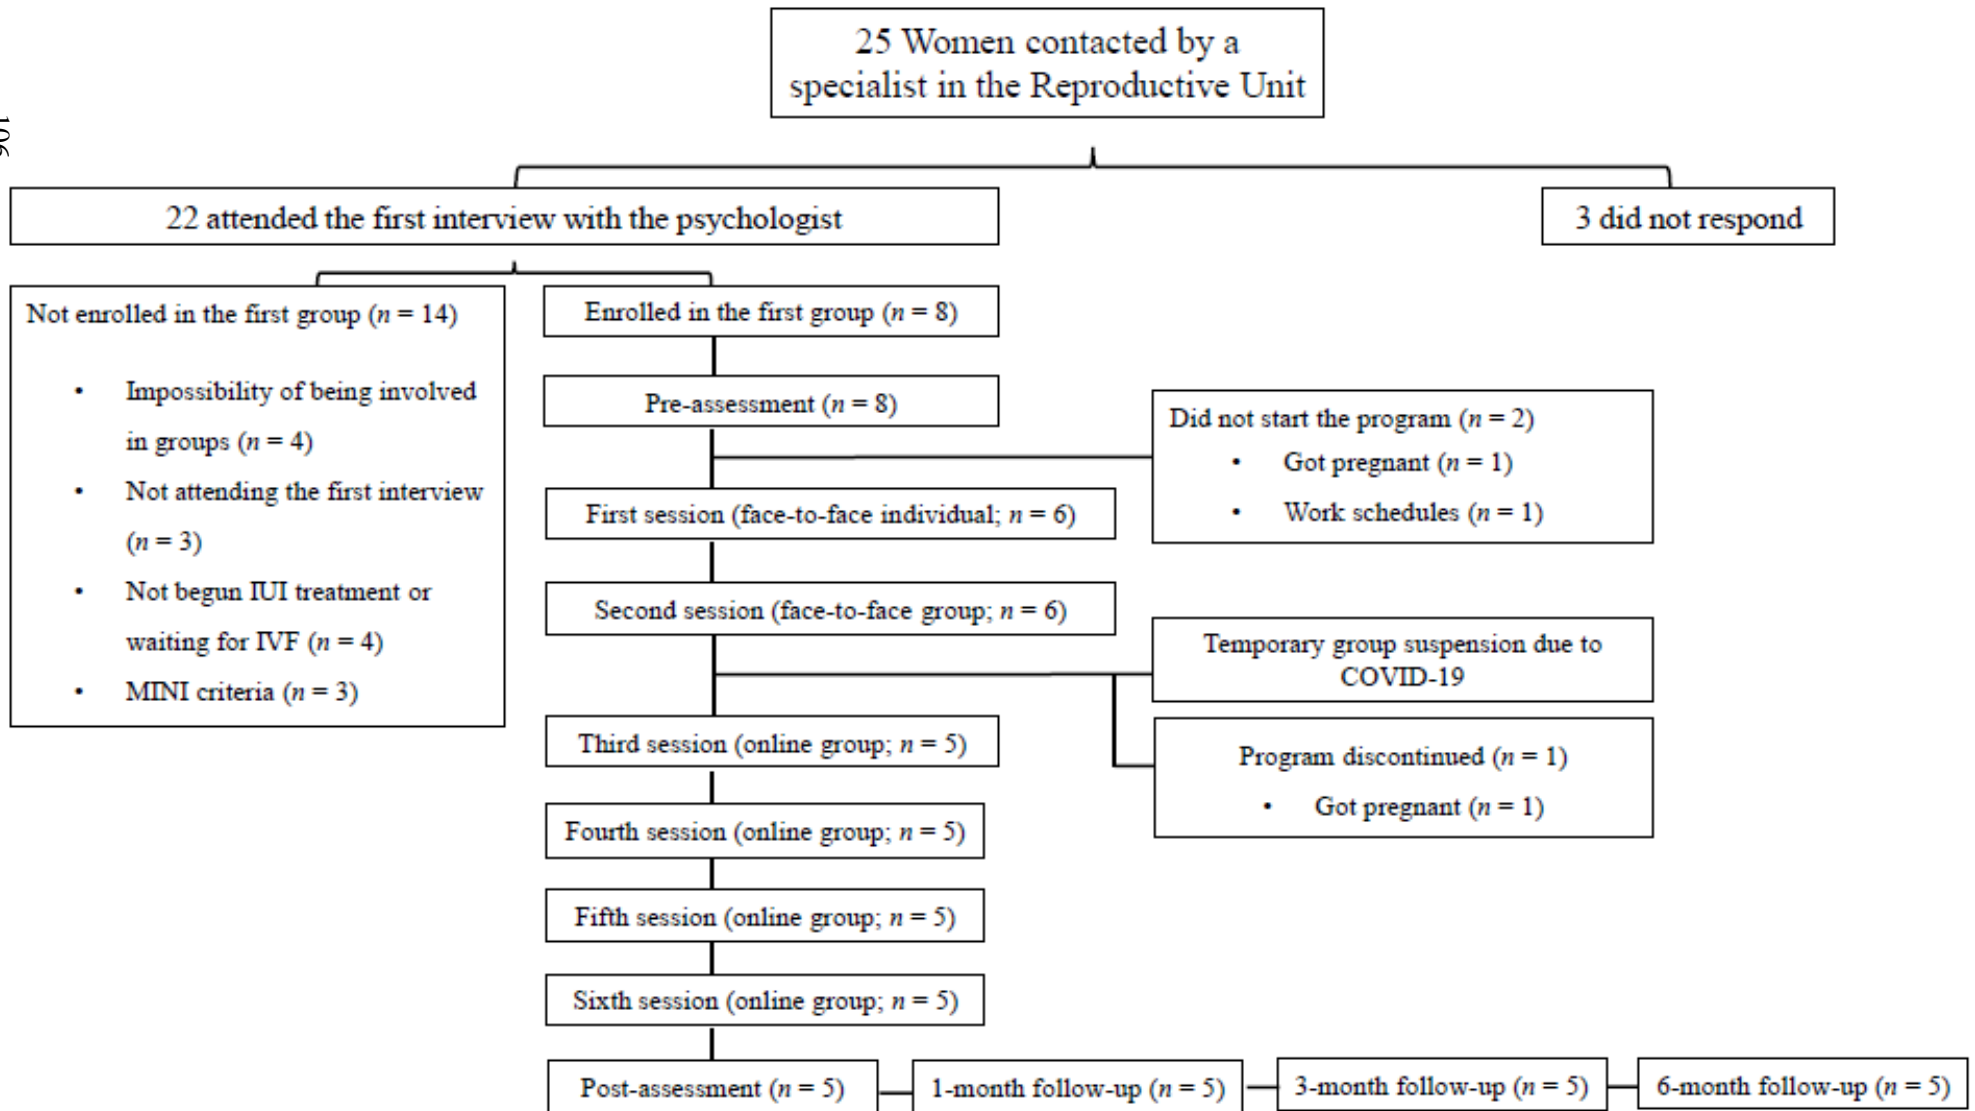 25 Women contacted by a
specialist in the Reproductive Unit
106
22 attended the first interview with the psychologist
3 did not respond
Not enrolled in the first group (n = 14)
• Impossibility of being involved
in groups (n = 4)
• Not attending the first interview
(n = 3)
• Not begun IUI treatment or
waiting for IVF (n = 4)
• MINI criteria (n = 3)
Enrolled in the first group (n = 8)
Pre-assessment (n = 8)
Did not start the program (n = 2)
• Got pregnant (n = 1)
• Work schedules (n = 1)
First session (face-to-face individual; n = 6)
Second session (face-to-face group; n = 6)
Temporary group suspension due to
COVID-19
Program discontinued (n = 1)
• Got pregnant (n = 1)
Third session (online group; n = 5)
Fourth session (online group; n = 5)
Fifth session (online group; n = 5)
Sixth session (online group; n = 5)
Post-assessment (n = 5)
1-month follow-up (n = 5)
3-month follow-up (n = 5)
6-month follow-up (n = 5)